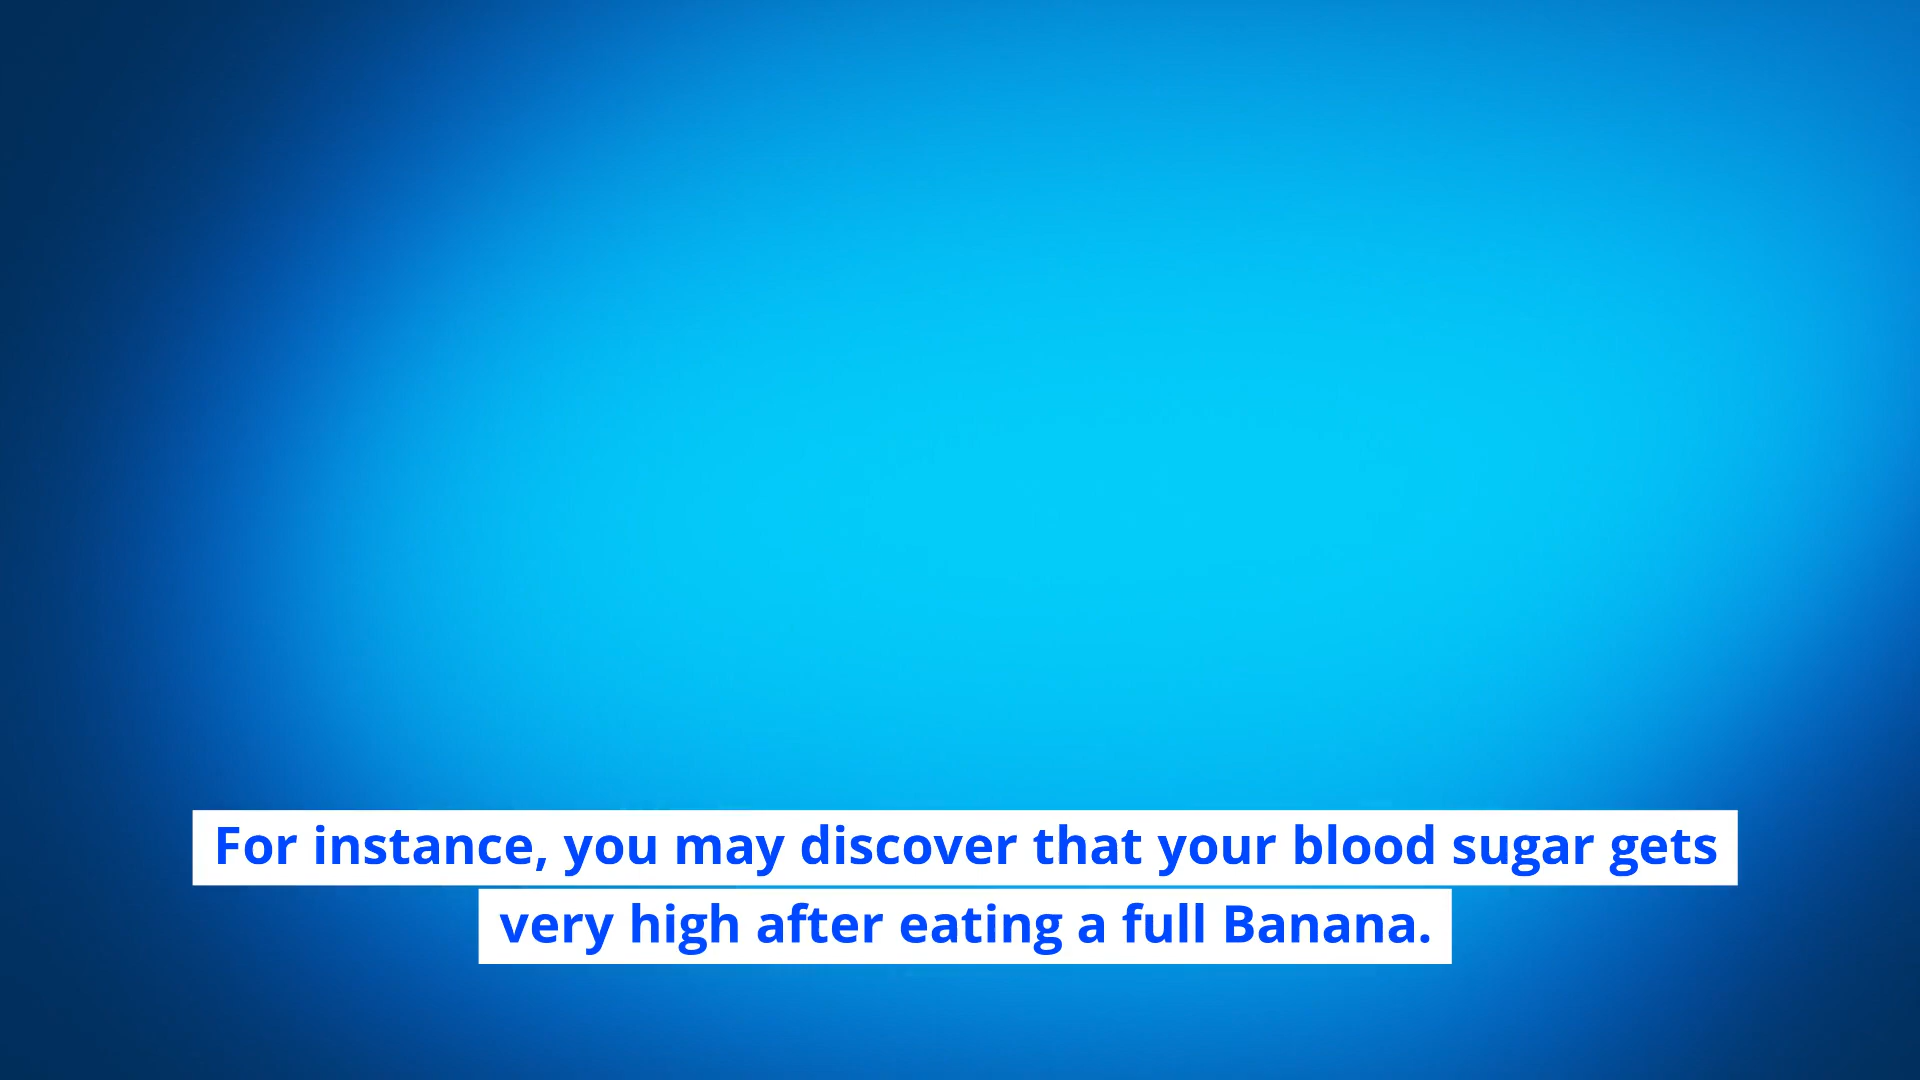 For instance, you may discover that your blood sugar gets
very high after eating a full Banana.